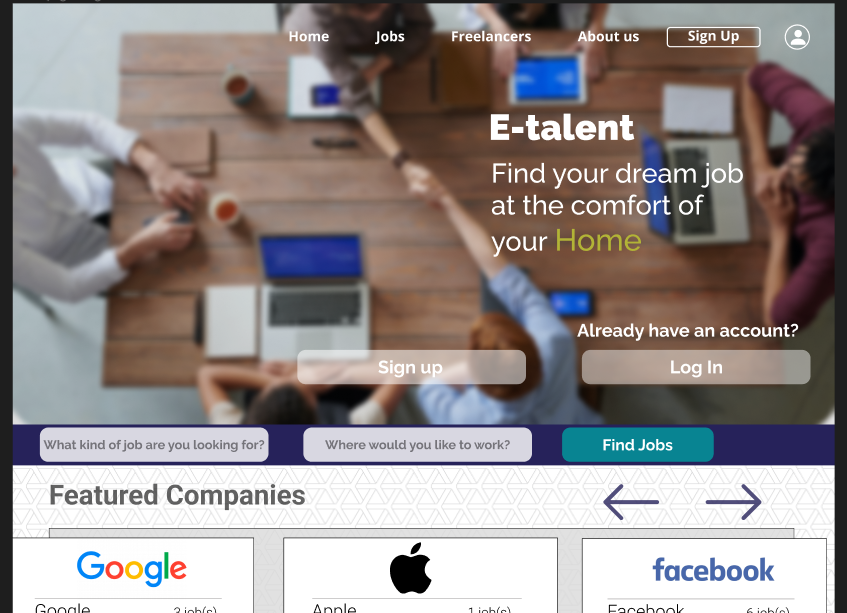 Home Jobs Freelancers About us Sign Up
E-talent
Find your dream job
at the comfort of
your Home
Already have an account?
Sign up Log In
What kind of job are you looking for? Where would you like to work? Find Jobs
Featured Companies
Google facebook
Google 3 job(s) Apple 1 job(s) Facebook 6 job(s)